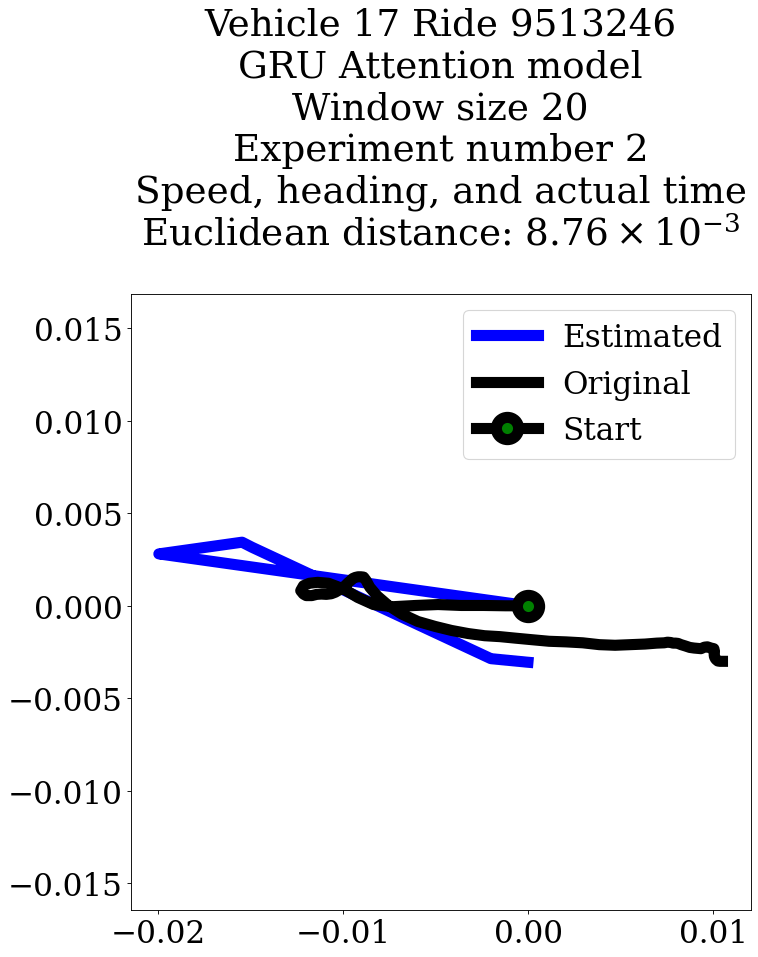 Vehicle 17 Ride 9513246
GRU Attention model
Window size 20
Experiment number 2
Speed, heading, and actual time
Euclidean distance: 8.76 × 10⁻³
Estimated
Original
Start
0.015
0.010
0.005
0.000
−0.005
−0.010
−0.015
−0.02
−0.01
0.00
0.01